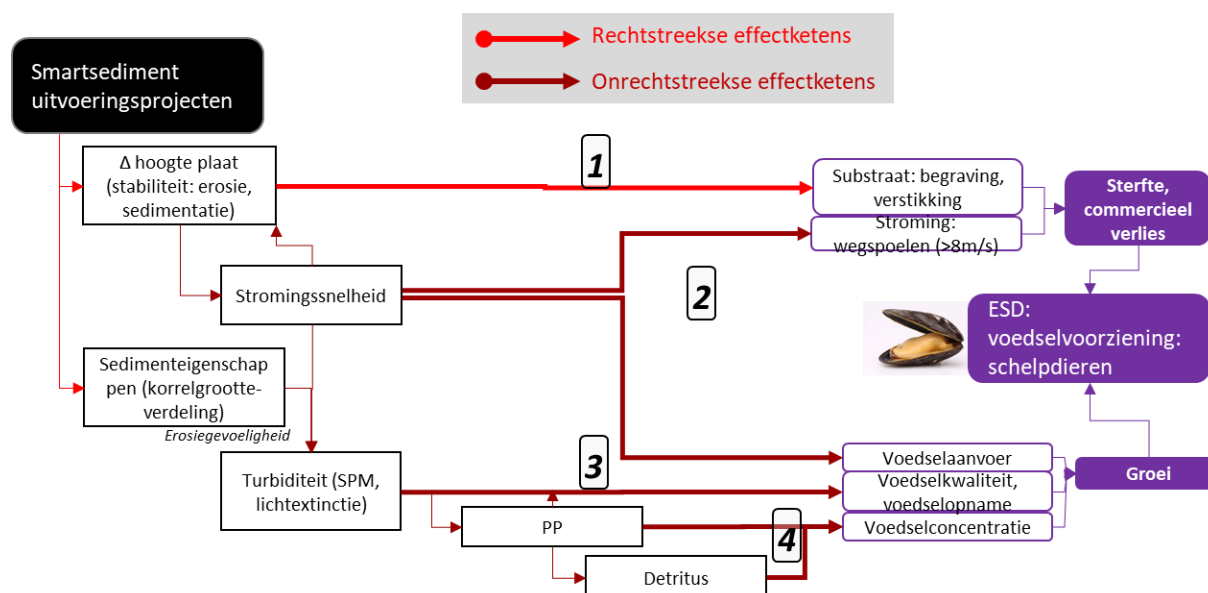 Rechtstreekse effectketens
Onrechtstreekse effectketens
Smartsediment
uitvoeringsprojecten
Δ hoogte plaat
(stabiliteit: erosie,
sedimentatie)
1
Substraat: begraving,
verstikking
Stroming:
wegspoelen (>8m/s)
Sterfte,
commercieel
verlies
Stromingssnelheid
2
ESD:
voedselvoorziening:
schelpdieren
Sedimenteigenschap
pen (korrelgrootte-
verdeling)
Erosiegevoeligheid
Turbiditeit (SPM,
lichtextinctie)
3
Voedselaanvoer
Voedselkwaliteit,
voedselopname
Voedselconcentratie
Groei
PP
4
Detritus